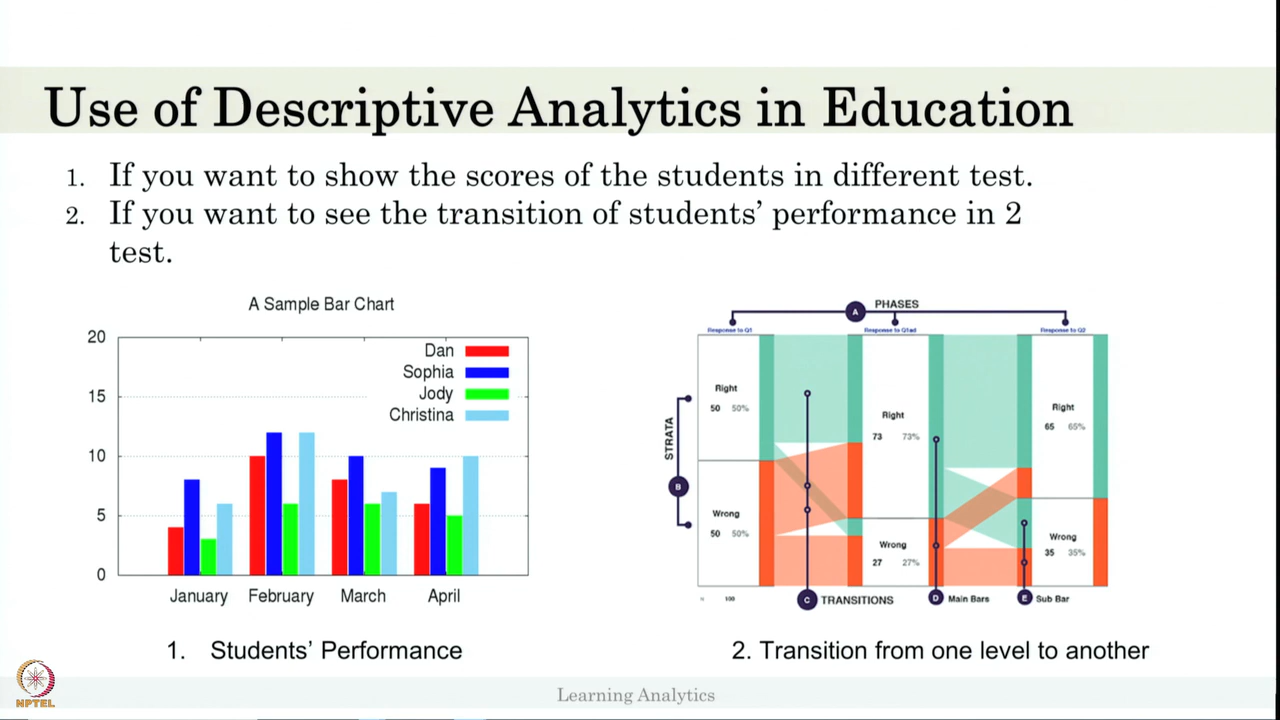 Use of Descriptive Analytics in Education
1. If you want to show the scores of the students in different test.
2. If you want to see the transition of students’ performance in 2
test.
A Sample Bar Chart
20
15
10
5
0
Dan
Sophia
Jody
Christina
January February March April
1. Students’ Performance
A PHASES
Response to Q1 Response to Q1ad Response to Q2
STRATA
B
Right
50 50%
Wrong
50 50%
Right
73 73%
Wrong
27 27%
Right
65 65%
Wrong
35 35%
100
C TRANSITIONS D Main Bars E Sub Bar
2. Transition from one level to another
NPTEL
Learning Analytics